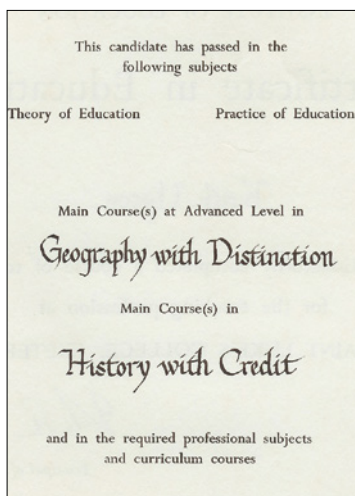 This candidate has passed in the
following subjects
Theory of Education Practice of Education
Main Course(s) at Advanced Level in
Geography with Distinction
Main Course(s) in
History with Credit
and in the required professional subjects
and curriculum courses